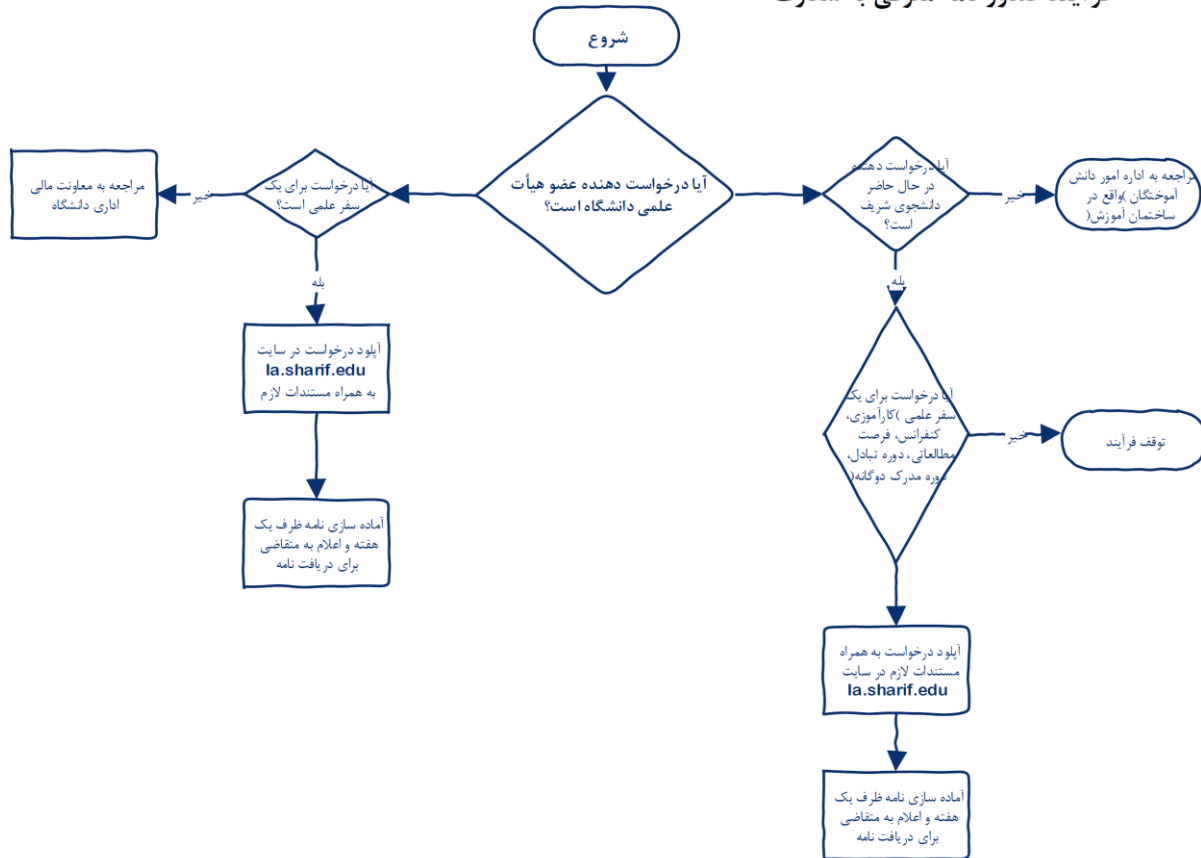 شروع
آیا درخواست دهنده عضو هیأت
علمی دانشگاه است؟
آیا درخواست دهنده
در حال حاضر
دانشجوی شریف
است؟
خیر
مراجعه به اداره امور دانش
آموختگان )واقع در
ساختمان آموزش(
آیا درخواست برای یک
سفر علمی است؟
خیر
مراجعه به معاونت مالی
اداری دانشگاه
بله
بله
آپلود درخواست در سایت
Ia.sharif.edu
به همراه مستندات لازم
آیا درخواست برای یک
سفر علمی )کارآموزی،
کنفرانس، فرصت
مطالعاتی، دوره تبادل،
دوره مدرک دوگانه(
خیر
توقف فرآیند
آماده سازی نامه ظرف یک
هفته و اعلام به متقاضی
برای دریافت نامه
آپلود درخواست به همراه
مستندات لازم در سایت
Ia.sharif.edu
آماده سازی نامه ظرف یک
هفته و اعلام به متقاضی
برای دریافت نامه